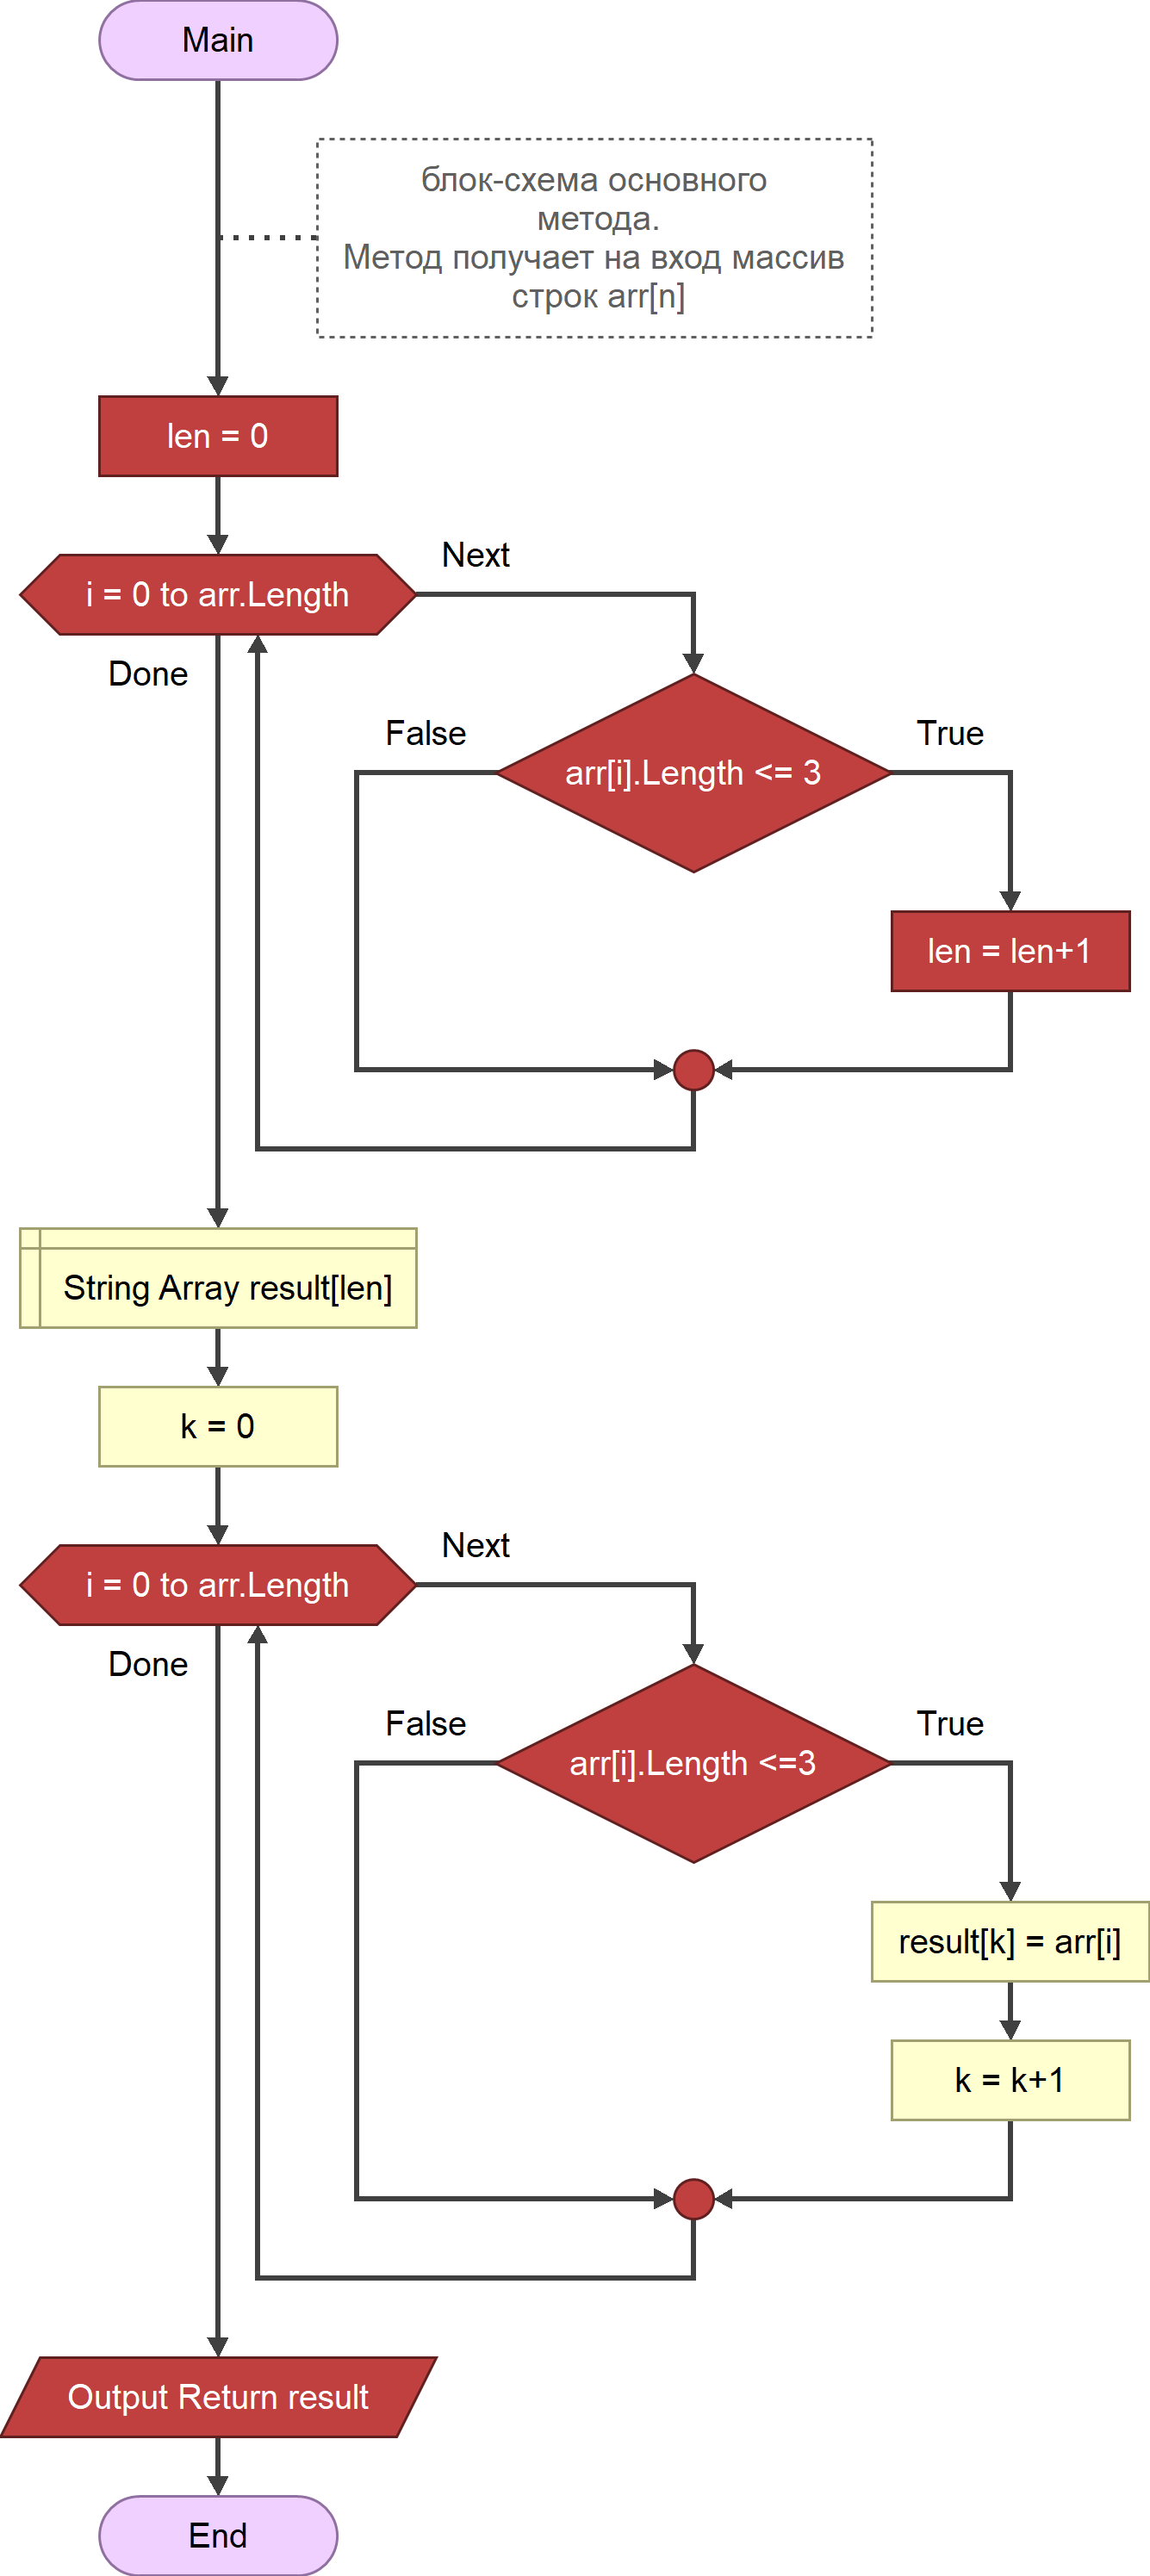 Main
блок-схема основного
метода.
Метод получает на вход массив
строк arr[n]
len = 0
i = 0 to arr.Length
Next
Done
False
True
arr[i].Length <= 3
len = len+1
String Array result[len]
k = 0
i = 0 to arr.Length
Next
Done
False
True
arr[i].Length <=3
result[k] = arr[i]
k = k+1
Output Return result
End